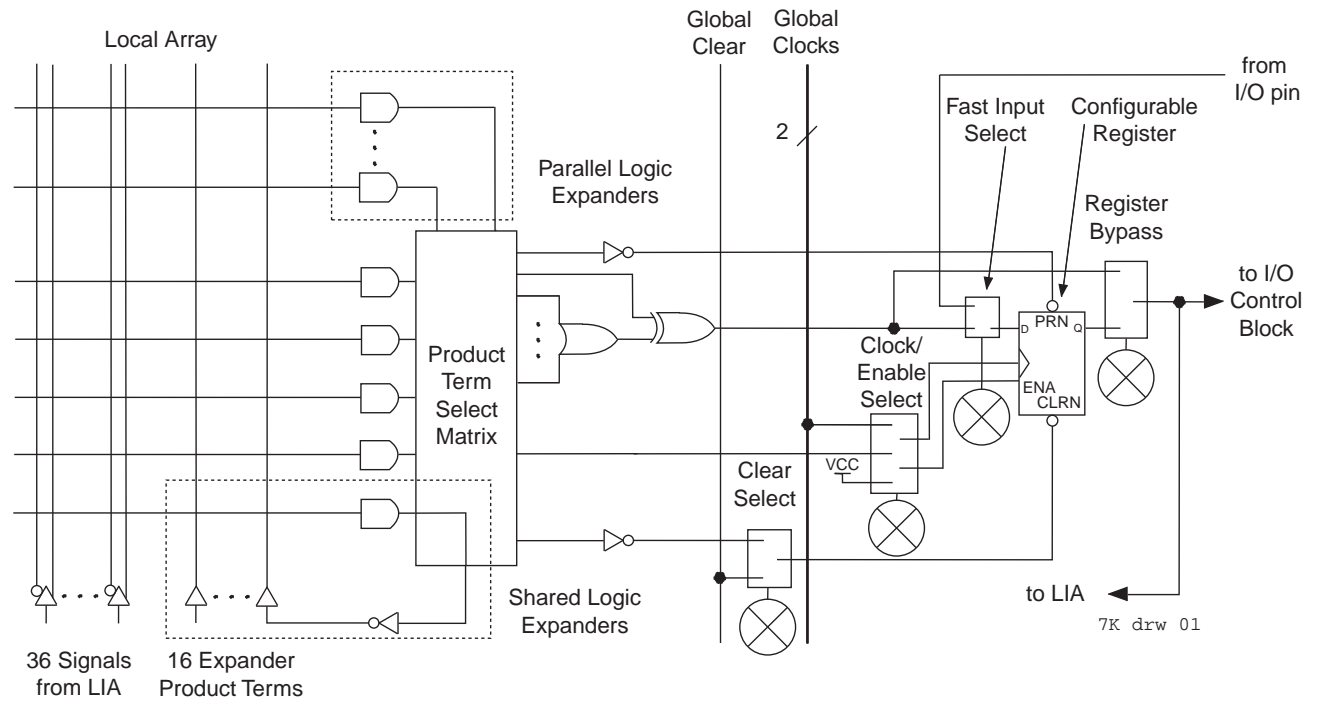 Local Array
Global
Clear
Global
Clocks
from
I/O pin
Fast Input
Select
Configurable
Register
2
Parallel Logic
Expanders
Register
Bypass
to I/O
Control
Block
PRN
D
Q
Clock/
Enable
Select
ENA
CLRN
Product
Term
Select
Matrix
VCC
Clear
Select
Shared Logic
Expanders
to LIA
7K drw 01
36 Signals
from LIA
16 Expander
Product Terms